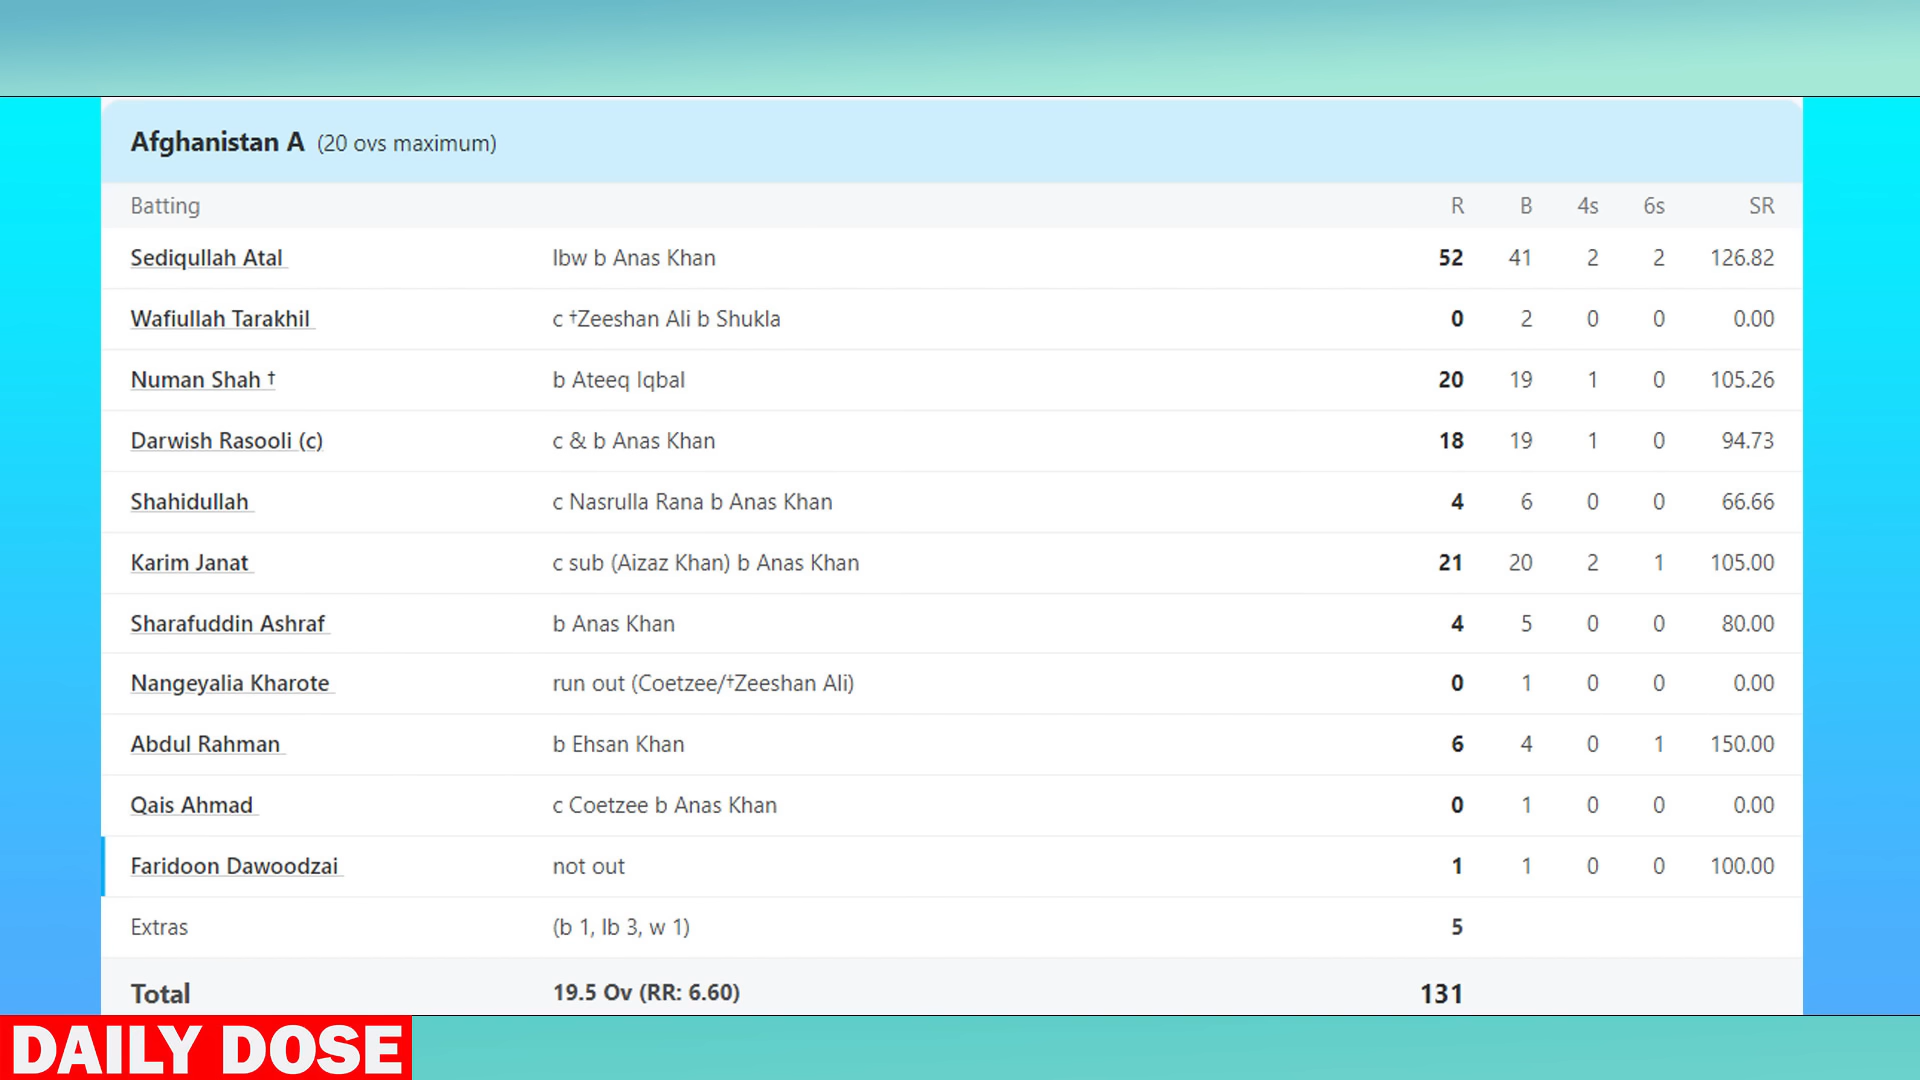 Afghanistan A (20 ovs maximum)
Batting R B 4s 6s SR
Sediqullah Atal lbw b Anas Khan 52 41 2 2 126.82
Wafiullah Tarakhil c †Zeeshan Ali b Shukla 0 2 0 0 0.00
Numan Shah † b Ateeq Iqbal 20 19 1 0 105.26
Darwish Rasooli (c) c & b Anas Khan 18 19 1 0 94.73
Shahidullah c Nasrulla Rana b Anas Khan 4 6 0 0 66.66
Karim Janat c sub (Aizaz Khan) b Anas Khan 21 20 2 1 105.00
Sharafuddin Ashraf b Anas Khan 4 5 0 0 80.00
Nangeyalia Kharote run out (Coetzee/†Zeeshan Ali) 0 1 0 0 0.00
Abdul Rahman b Ehsan Khan 6 4 0 1 150.00
Qais Ahmad c Coetzee b Anas Khan 0 1 0 0 0.00
Faridoon Dawoodzai not out 1 1 0 0 100.00
Extras (b 1, lb 3, w 1) 5
Total 19.5 Ov (RR: 6.60) 131
DAILY DOSE